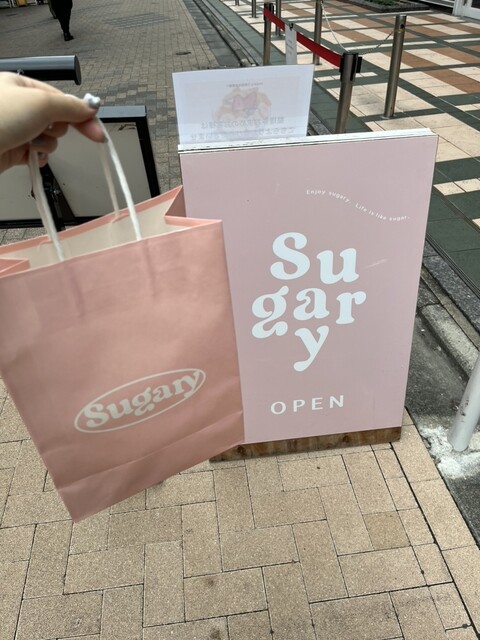 Enjoy sugary. Life is like sugar.
Su
gar
y
OPEN
Sugary